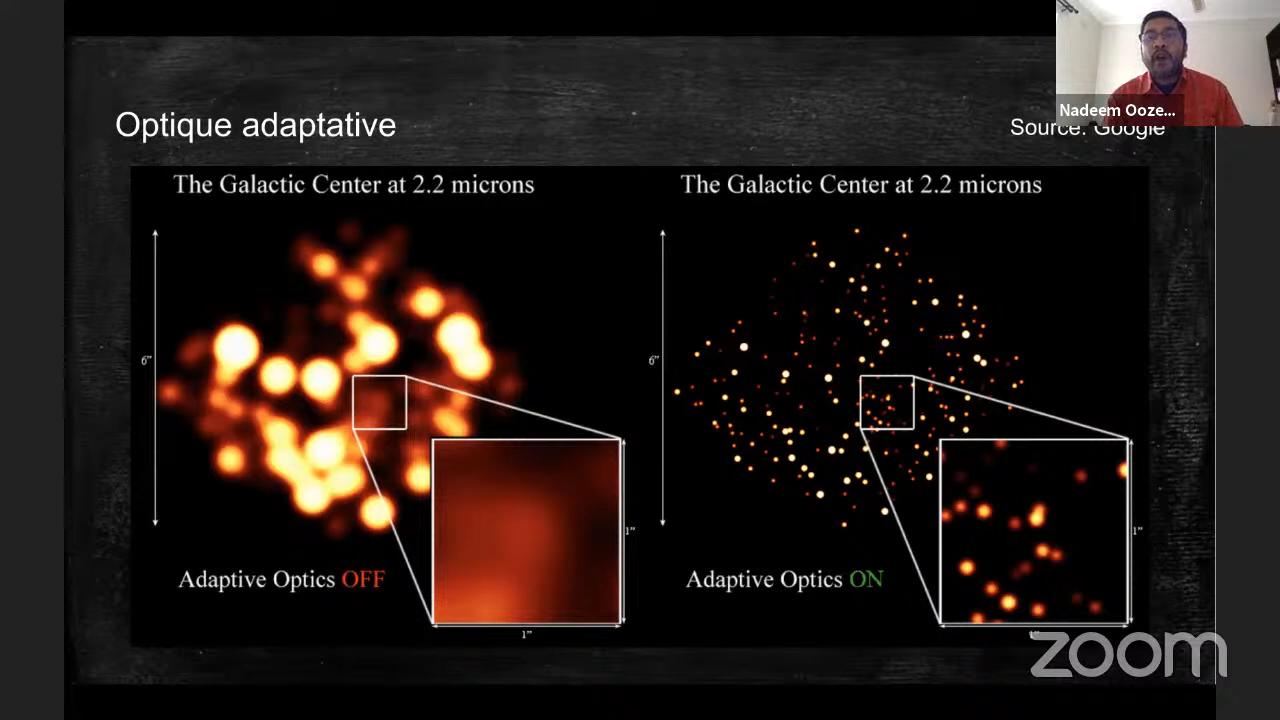 Nadeem Ooze...
Optique adaptative
Source: Google
The Galactic Center at 2.2 microns
The Galactic Center at 2.2 microns
6"
6"
1"
1"
Adaptive Optics OFF
Adaptive Optics ON
1"
1"
zoom